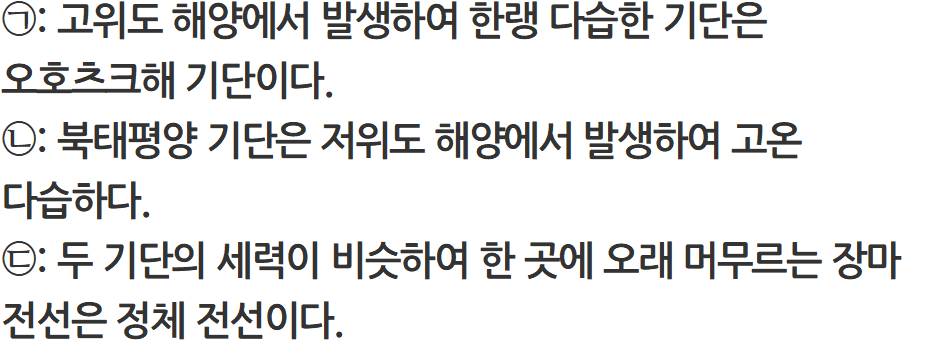 ㉠: 고위도 해양에서 발생하여 한랭 다습한 기단은
오호츠크해 기단이다.
㉡: 북태평양 기단은 저위도 해양에서 발생하여 고온
다습하다.
㉢: 두 기단의 세력이 비슷하여 한 곳에 오래 머무르는 장마
전선은 정체 전선이다.